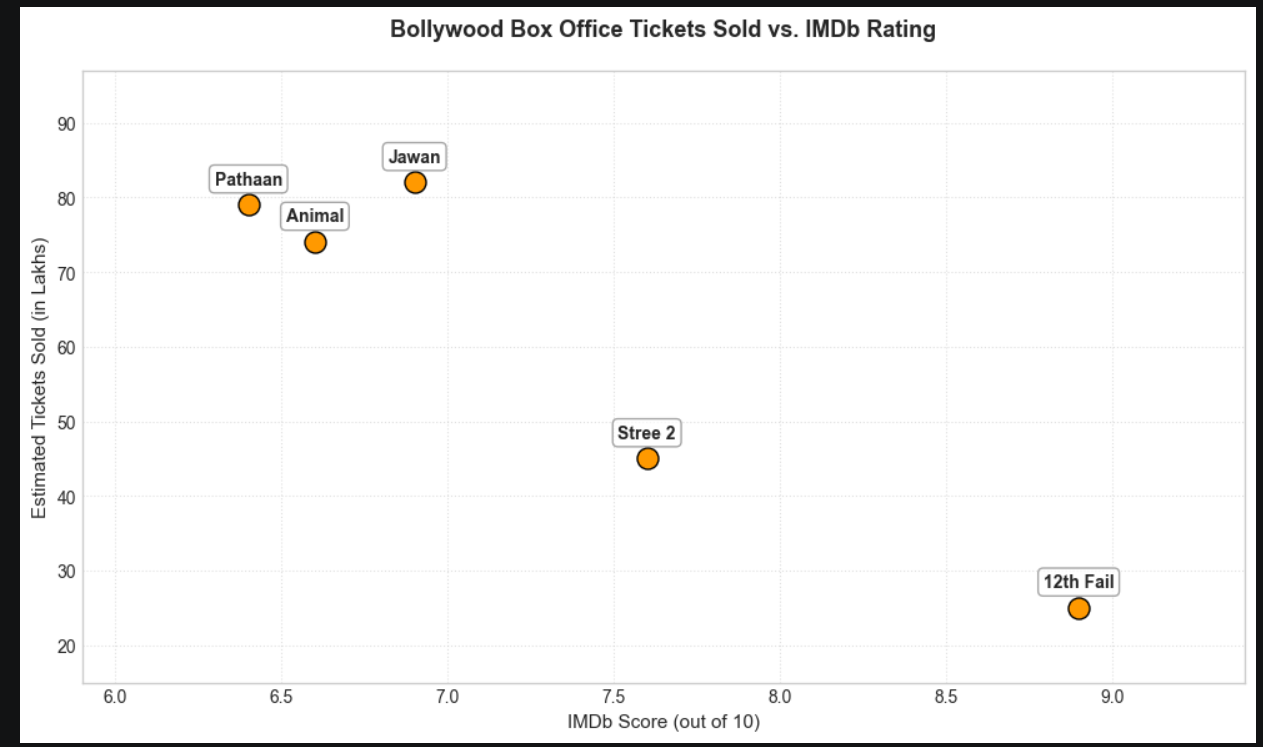 Bollywood Box Office Tickets Sold vs. IMDb Rating
Estimated Tickets Sold (in Lakhs)
90
80
70
60
50
40
30
20
Pathaan
Animal
Jawan
Stree 2
12th Fail
6.0 6.5 7.0 7.5 8.0 8.5 9.0
IMDb Score (out of 10)